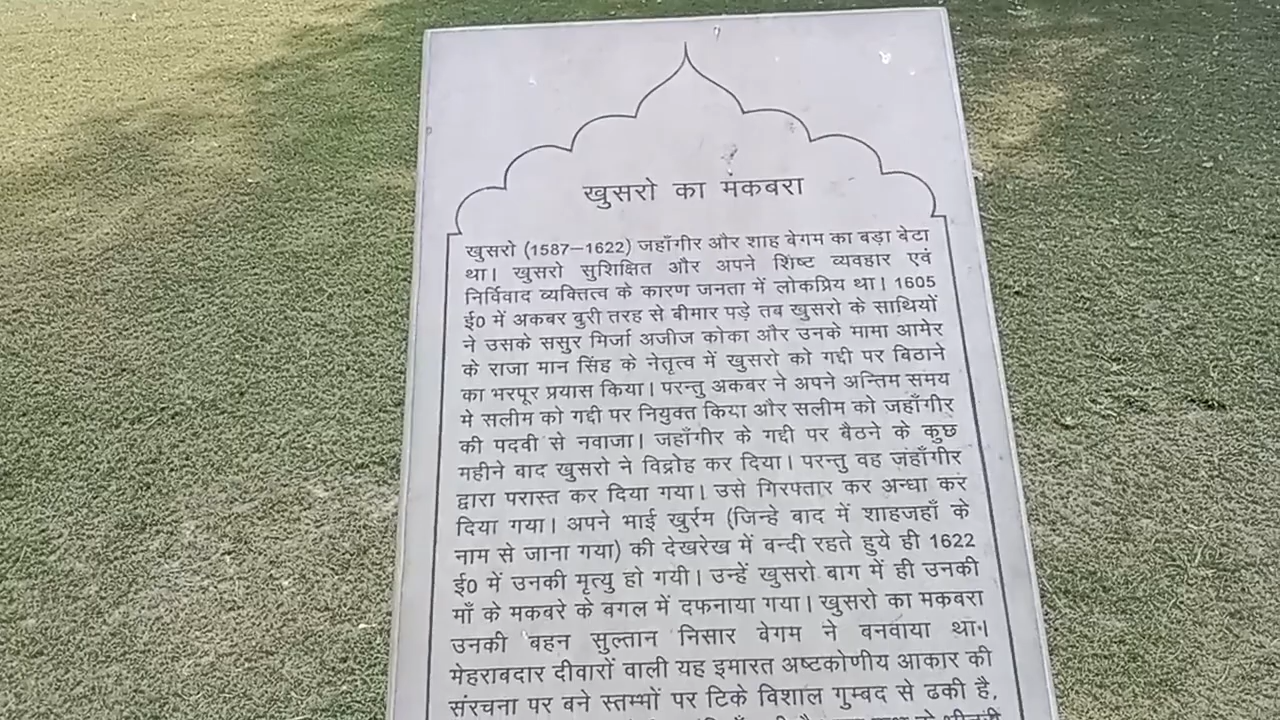 खुसरो का मकबरा
खुसरो (1587–1622) जहाँगीर और शाह बेगम का बड़ा बेटा
था। खुसरो सुशिक्षित और अपने शिष्ट व्यवहार एवं
निर्विवाद व्यक्तित्व के कारण जनता में लोकप्रिय था। 1605
ई0 में अकबर बुरी तरह से बीमार पड़े तब खुसरो के साथियों
ने उसके ससुर मिर्जा अजीज कोका और उनके मामा आमेर
के राजा मान सिंह के नेतृत्व में खुसरो को गद्दी पर बिठाने
का भरपूर प्रयास किया। परन्तु अकबर ने अपने अन्तिम समय
मे सलीम को गद्दी पर नियुक्त किया और सलीम को जहाँगीर
की पदवी से नवाजा। जहाँगीर के गद्दी पर बैठने के कुछ
महीने बाद खुसरो ने विद्रोह कर दिया। परन्तु वह जहाँगीर
द्वारा परास्त कर दिया गया। उसे गिरफ्तार कर अन्धा कर
दिया गया। अपने भाई खुर्रम (जिन्हे बाद में शाहजहाँ के
नाम से जाना गया) की देखरेख में वन्दी रहते हुये ही 1622
ई0 में उनकी मृत्यु हो गयी। उन्हें खुसरो बाग में ही उनकी
माँ के मकबरे के बगल में दफनाया गया। खुसरो का मकबरा
उनकी बहन सुल्तान निसार वेगम ने बनवाया था।
मेहराबदार दीवारों वाली यह इमारत अष्टकोणीय आकार की
संरचना पर बने स्तम्भों पर टिके विशाल गुम्बद से ढकी है,